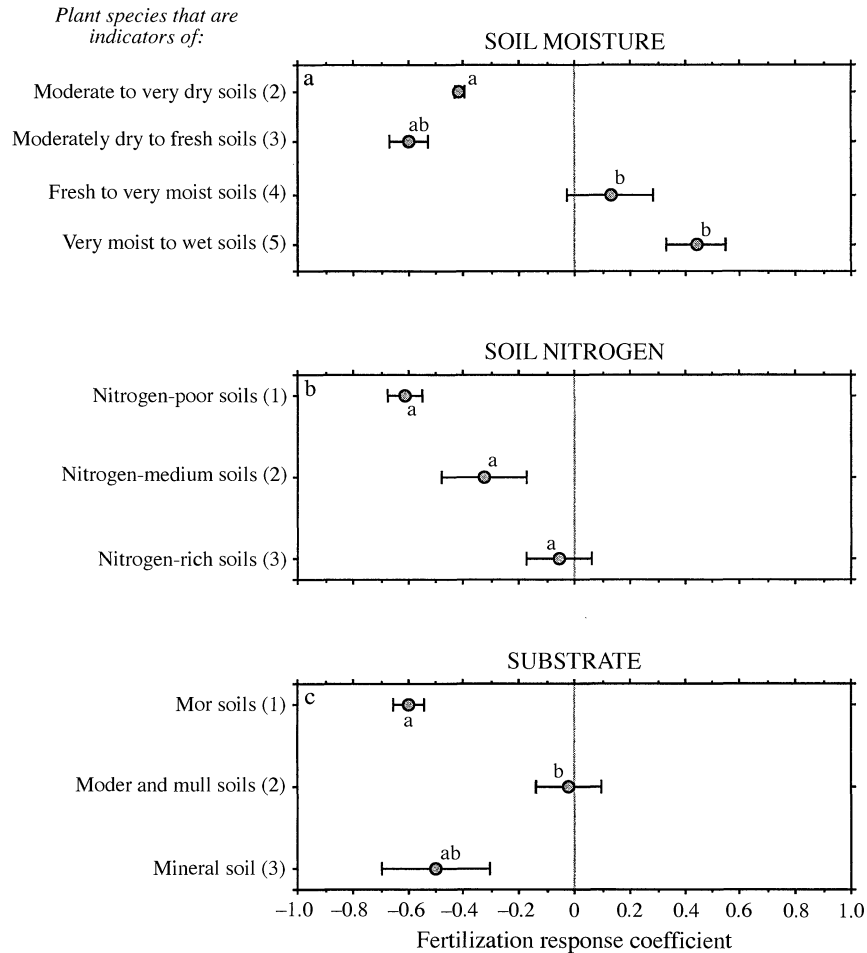 Plant species that are
indicators of:
SOIL MOISTURE
a
Moderate to very dry soils (2)
a
Moderately dry to fresh soils (3)
ab
Fresh to very moist soils (4)
b
Very moist to wet soils (5)
b
SOIL NITROGEN
b
Nitrogen-poor soils (1)
a
Nitrogen-medium soils (2)
a
Nitrogen-rich soils (3)
a
SUBSTRATE
c
Mor soils (1)
a
Moder and mull soils (2)
b
Mineral soil (3)
ab
−1.0 −0.8 −0.6 −0.4 −0.2 0 0.2 0.4 0.6 0.8 1.0
Fertilization response coefficient